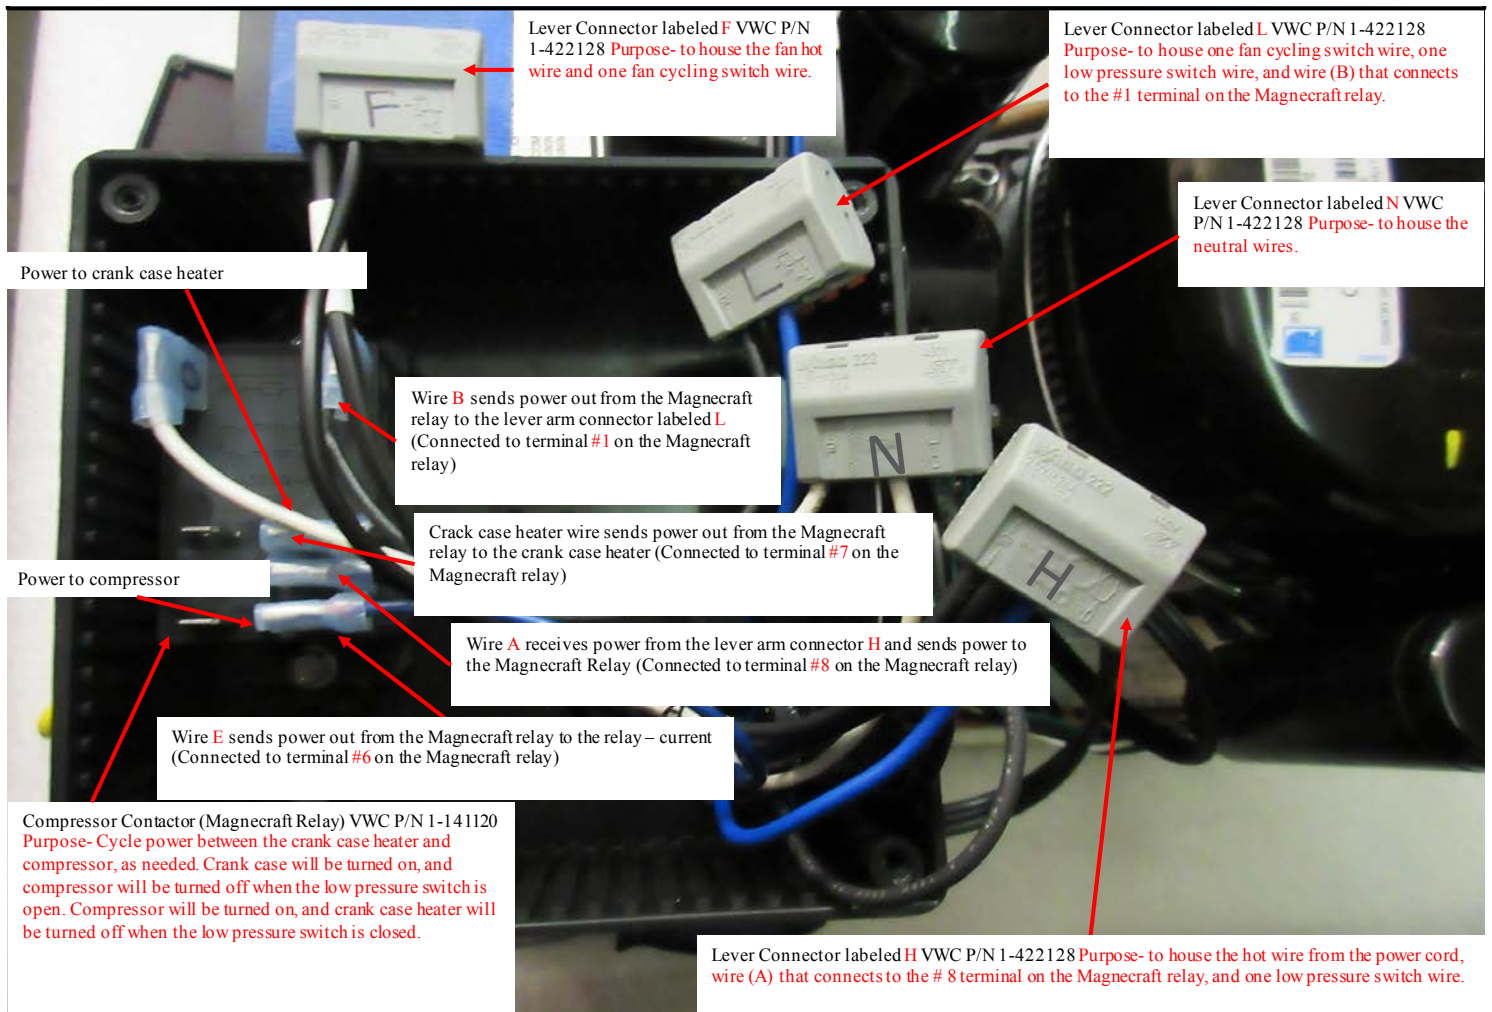 Lever Connector labeled F VWC P/N
1-422128 Purpose- to house the fan hot
wire and one fan cycling switch wire.
Lever Connector labeled L VWC P/N 1-422128
Purpose- to house one fan cycling switch wire, one
low pressure switch wire, and wire (B) that connects
to the #1 terminal on the Magnecraft relay.
F
L
Lever Connector labeled N VWC
P/N 1-422128 Purpose- to house the
neutral wires.
Power to crank case heater
N
H
Wire B sends power out from the Magnecraft
relay to the lever arm connector labeled L
(Connected to terminal #1 on the Magnecraft
relay)
Crack case heater wire sends power out from the Magnecraft
relay to the crank case heater (Connected to terminal #7 on the
Magnecraft relay)
Power to compressor
Wire A receives power from the lever arm connector H and sends power to
the Magnecraft Relay (Connected to terminal #8 on the Magnecraft relay)
Wire E sends power out from the Magnecraft relay to the relay – current
(Connected to terminal #6 on the Magnecraft relay)
Compressor Contactor (Magnecraft Relay) VWC P/N 1-141120
Purpose- Cycle power between the crank case heater and
compressor, as needed. Crank case will be turned on, and
compressor will be turned off when the low pressure switch is
open. Compressor will be turned on, and crank case heater will
be turned off when the low pressure switch is closed.
Lever Connector labeled H VWC P/N 1-422128 Purpose- to house the hot wire from the power cord,
wire (A) that connects to the # 8 terminal on the Magnecraft relay, and one low pressure switch wire.